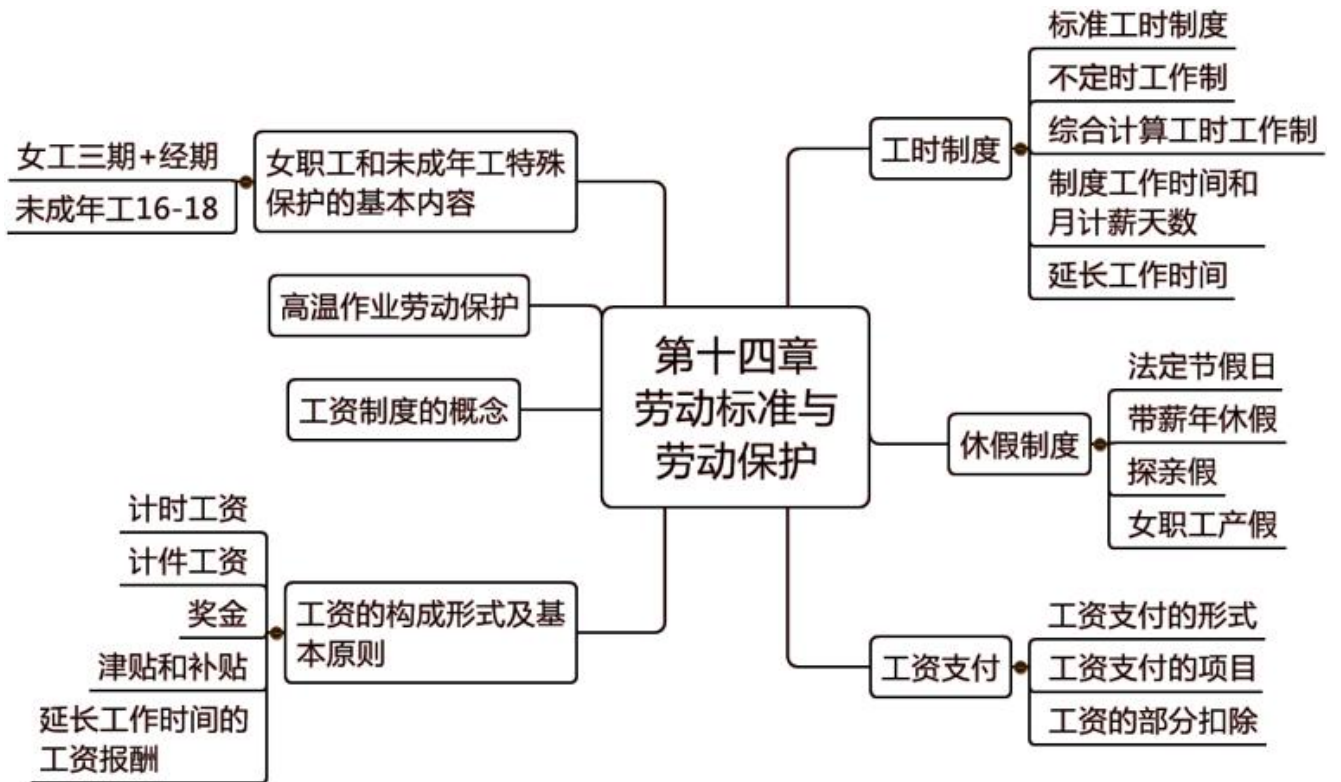 第十四章
劳动标准与
劳动保护
工时制度
标准工时制度
不定时工作制
综合计算工时工作制
制度工作时间和
月计薪天数
延长工作时间
休假制度
法定节假日
带薪年休假
探亲假
女职工产假
工资支付
工资支付的形式
工资支付的项目
工资的部分扣除
女职工和未成年工特殊
保护的基本内容
女工三期+经期
未成年工16-18
高温作业劳动保护
工资制度的概念
工资的构成形式及基
本原则
计时工资
计件工资
奖金
津贴和补贴
延长工作时间的
工资报酬